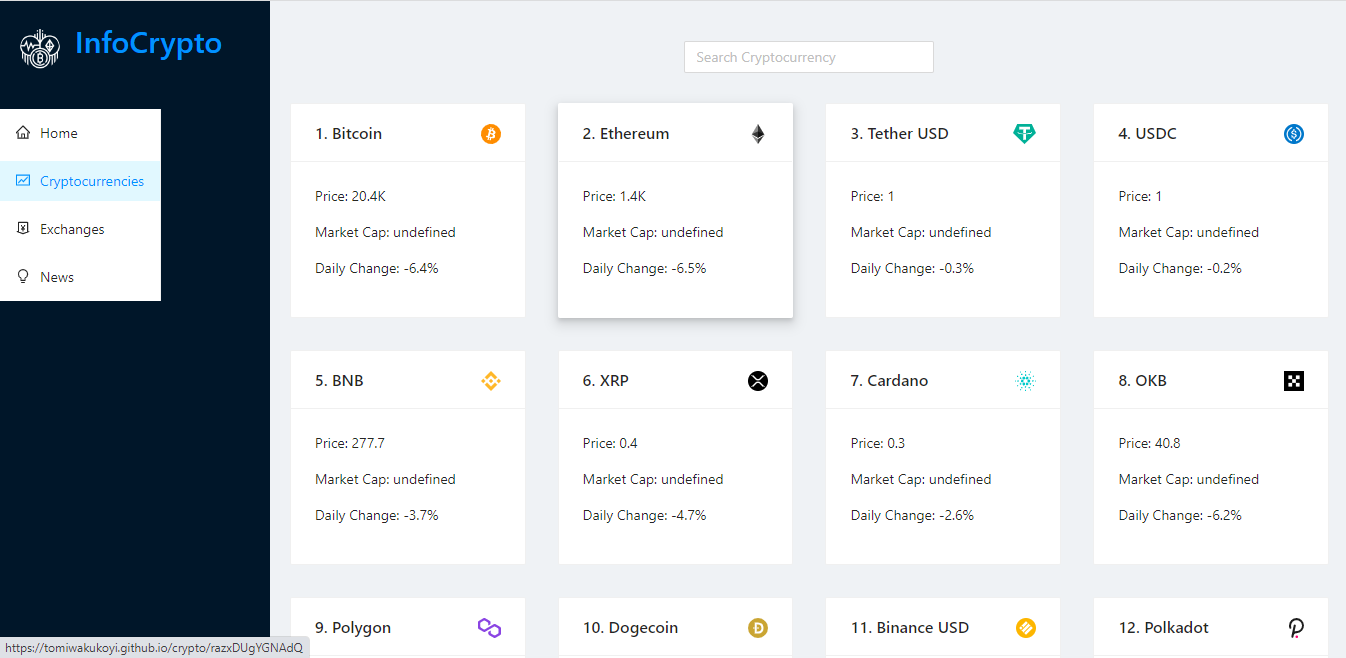 InfoCrypto
Search Cryptocurrency
Home
Cryptocurrencies
Exchanges
News
1. Bitcoin
Price: 20.4K
Market Cap: undefined
Daily Change: -6.4%
2. Ethereum
Price: 1.4K
Market Cap: undefined
Daily Change: -6.5%
3. Tether USD
Price: 1
Market Cap: undefined
Daily Change: -0.3%
4. USDC
Price: 1
Market Cap: undefined
Daily Change: -0.2%
5. BNB
Price: 277.7
Market Cap: undefined
Daily Change: -3.7%
6. XRP
Price: 0.4
Market Cap: undefined
Daily Change: -4.7%
7. Cardano
Price: 0.3
Market Cap: undefined
Daily Change: -2.6%
8. OKB
Price: 40.8
Market Cap: undefined
Daily Change: -6.2%
9. Polygon
10. Dogecoin
11. Binance USD
12. Polkadot
https://tomiwakukoyi.github.io/crypto/razxDUgYGNAdQ